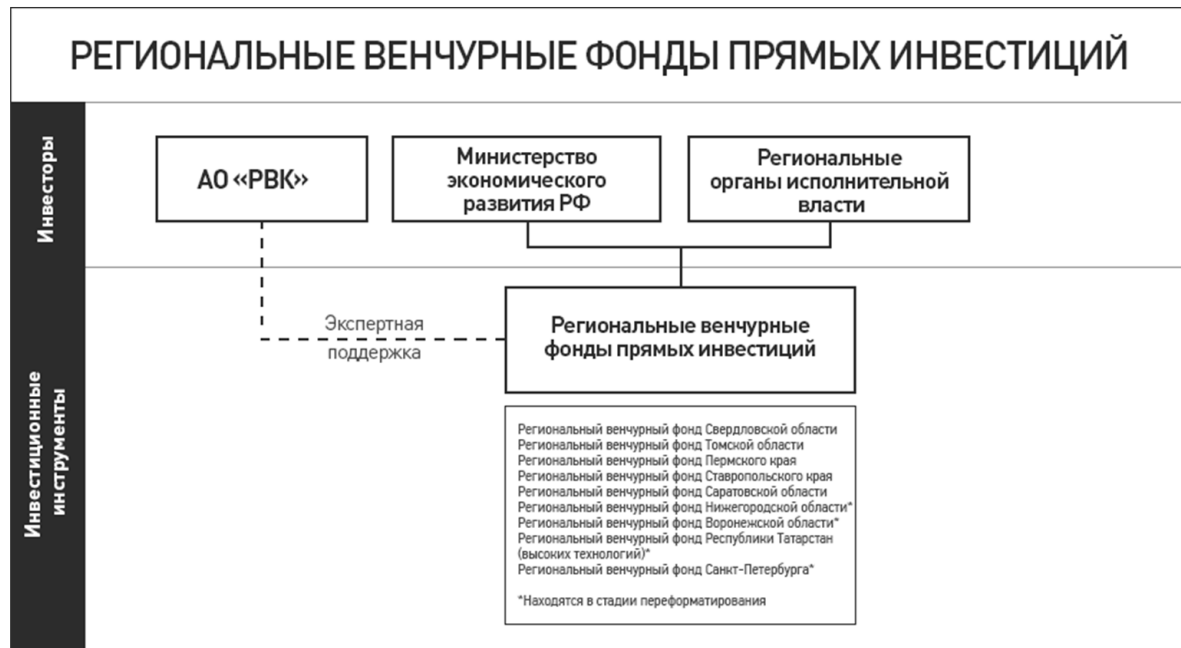 РЕГИОНАЛЬНЫЕ ВЕНЧУРНЫЕ ФОНДЫ ПРЯМЫХ ИНВЕСТИЦИЙ
Инвесторы
АО «РВК»
Министерство
экономического
развития РФ
Региональные
органы исполнительной
власти
Инвестиционные
инструменты
Экспертная
поддержка
Региональные венчурные
фонды прямых инвестиций
Региональный венчурный фонд Свердловской области
Региональный венчурный фонд Томской области
Региональный венчурный фонд Пермского края
Региональный венчурный фонд Ставропольского края
Региональный венчурный фонд Саратовской области
Региональный венчурный фонд Нижегородской области*
Региональный венчурный фонд Воронежской области*
Региональный венчурный фонд Республики Татарстан
(высоких технологий)*
Региональный венчурный фонд Санкт-Петербурга*
*Находятся в стадии переформатирования